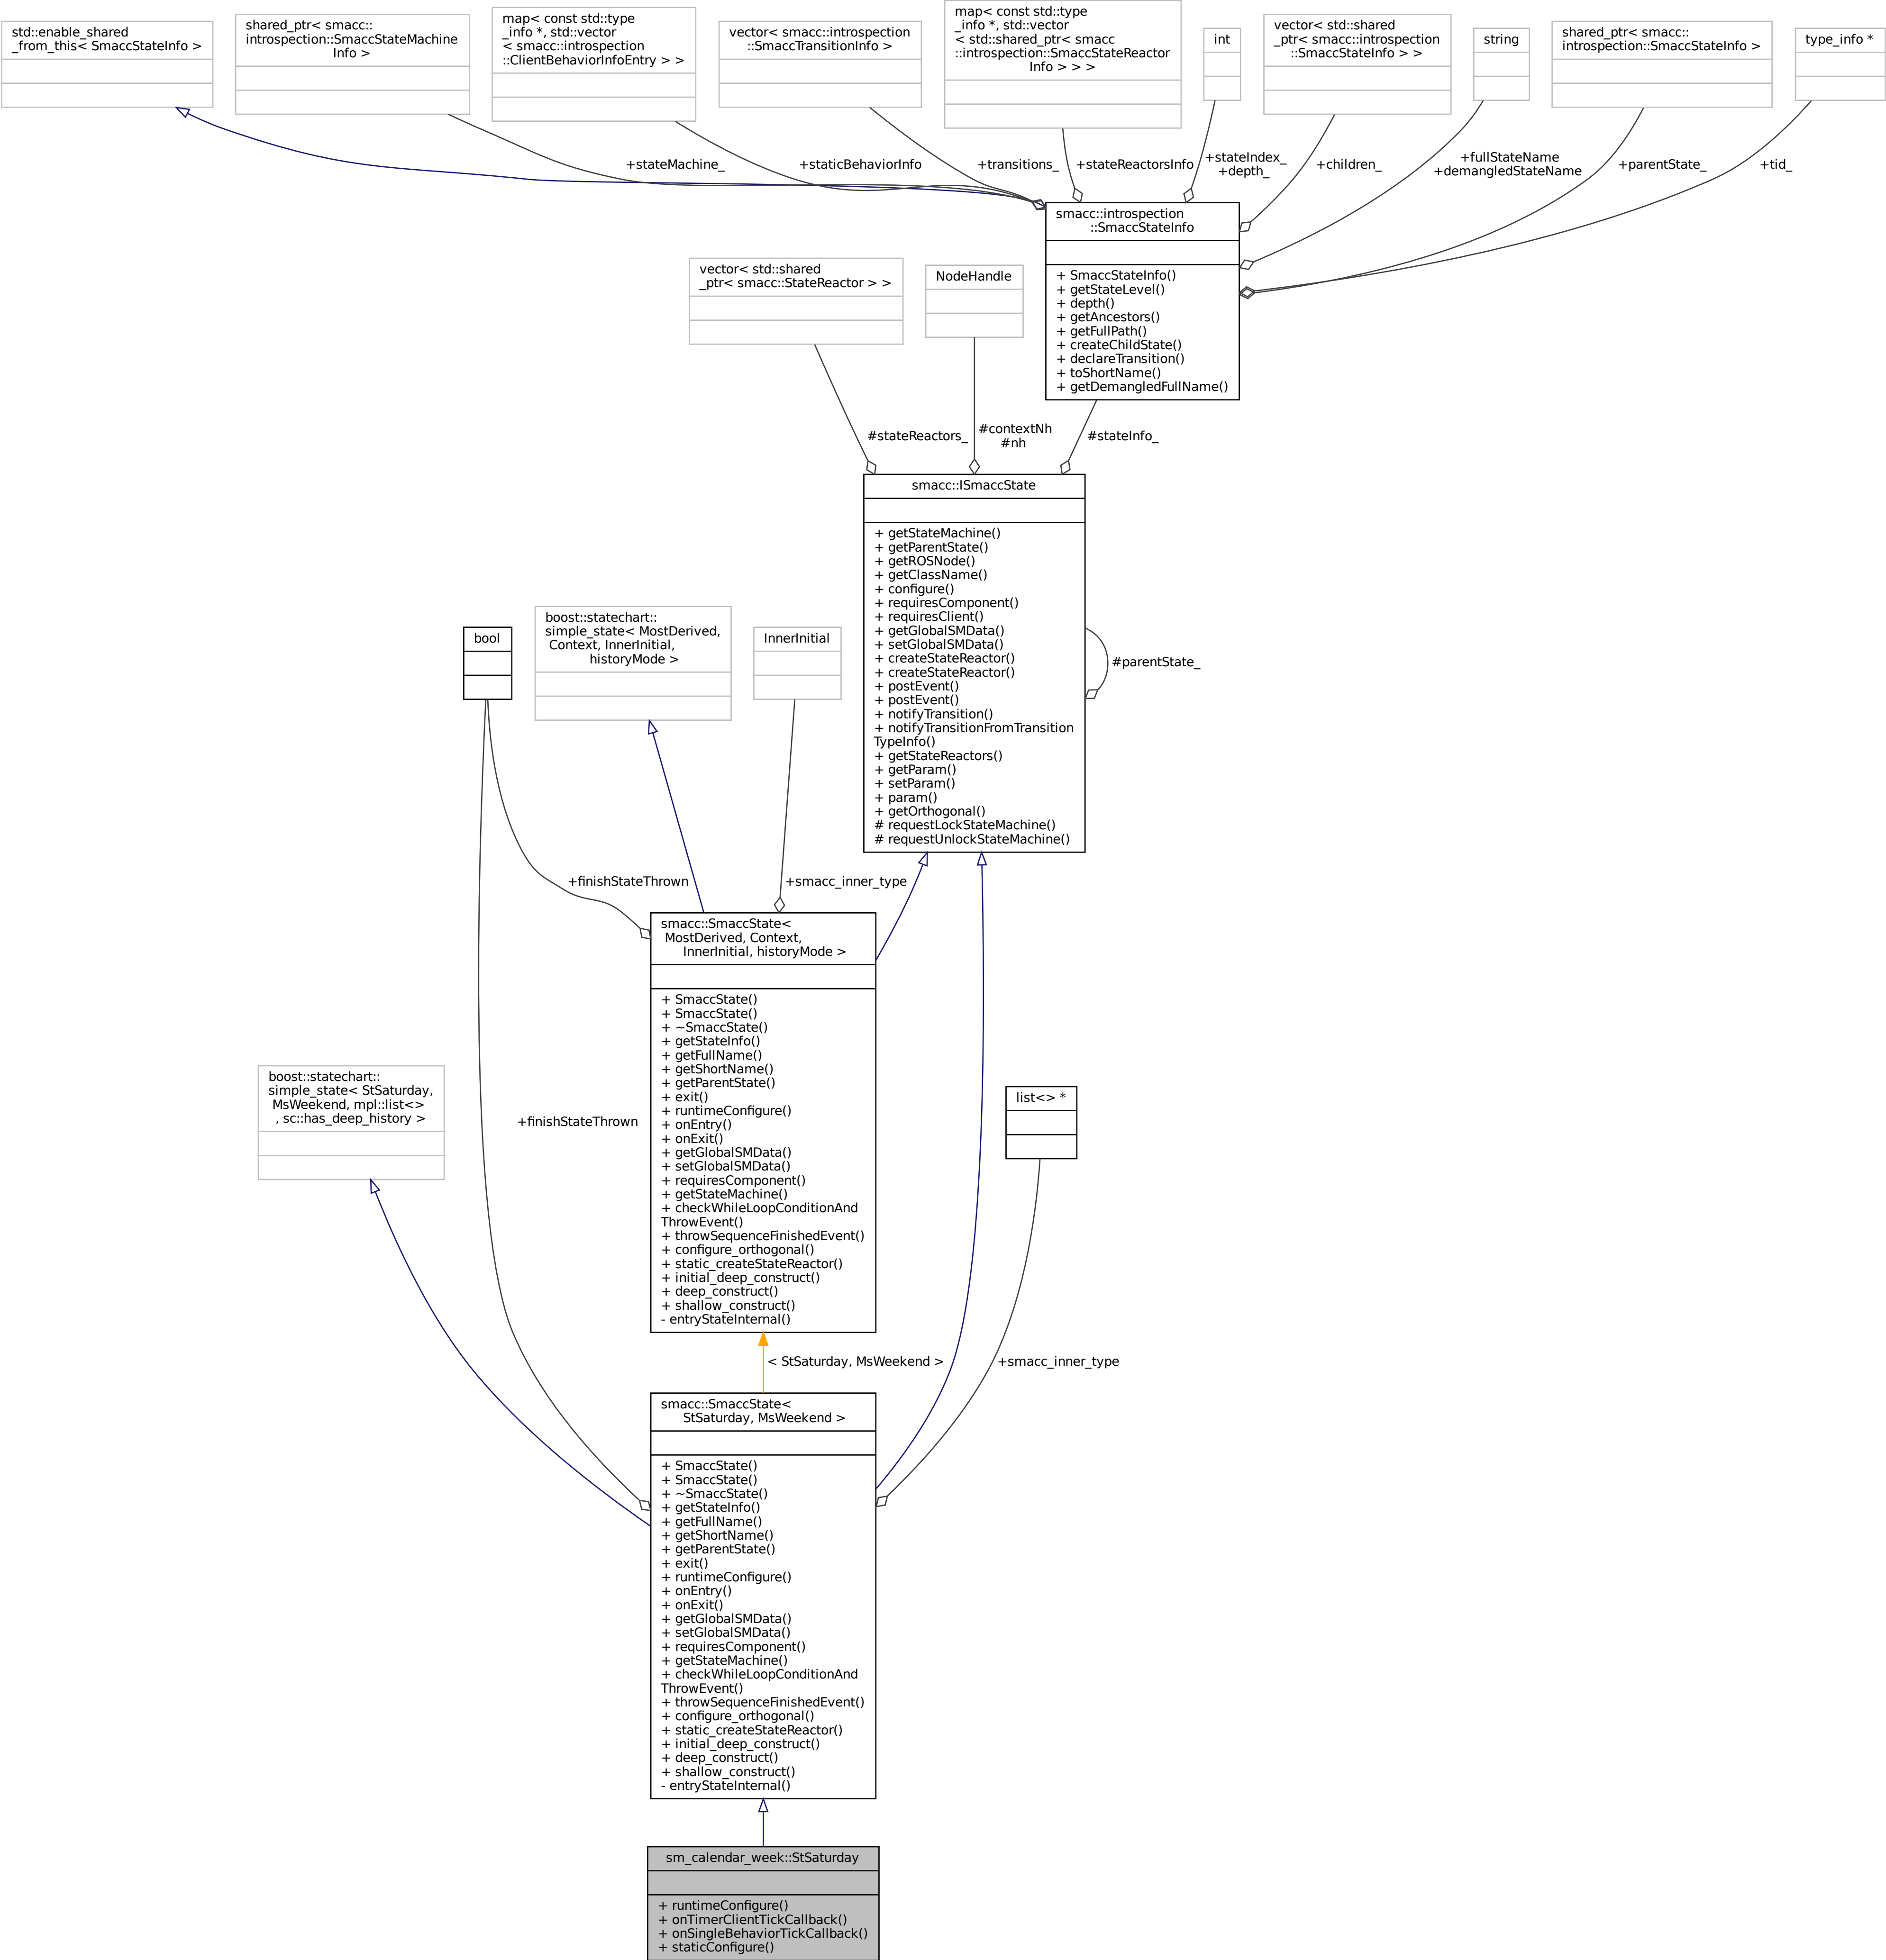 std::enable_shared
_from_this< SmaccStateInfo >
shared_ptr< smacc::
introspection::SmaccStateMachine
Info >
map< const std::type
_info *, std::vector
< smacc::introspection
::ClientBehaviorInfoEntry > >
vector< smacc::introspection
::SmaccTransitionInfo >
map< const std::type
_info *, std::vector
< std::shared_ptr< smacc
::introspection::SmaccStateReactor
Info > > >
int
vector< std::shared
_ptr< smacc::introspection
::SmaccStateInfo > >
string
shared_ptr< smacc::
introspection::SmaccStateInfo >
type_info *
+stateMachine_
+staticBehaviorInfo
+transitions_
+stateReactorsInfo
+stateIndex_
+depth_
+children_
+fullStateName
+demangledStateName
+parentState_
+tid_
smacc::introspection
::SmaccStateInfo
+ SmaccStateInfo()
+ getStateLevel()
+ depth()
+ getAncestors()
+ getFullPath()
+ createChildState()
+ declareTransition()
+ toShortName()
+ getDemangledFullName()
vector< std::shared
_ptr< smacc::StateReactor > >
NodeHandle
#stateReactors_
#contextNh
#nh
#stateInfo_
smacc::ISmaccState
+ getStateMachine()
+ getParentState()
+ getROSNode()
+ getClassName()
+ configure()
+ requiresComponent()
+ requiresClient()
+ getGlobalSMData()
+ setGlobalSMData()
+ createStateReactor()
+ createStateReactor()
+ postEvent()
+ postEvent()
+ notifyTransition()
+ notifyTransitionFromTransition
TypeInfo()
+ getStateReactors()
+ getParam()
+ setParam()
+ param()
+ getOrthogonal()
# requestLockStateMachine()
# requestUnlockStateMachine()
#parentState_
bool
boost::statechart::
simple_state< MostDerived,
Context, InnerInitial,
historyMode >
InnerInitial
+finishStateThrown
+smacc_inner_type
smacc::SmaccState<
MostDerived, Context,
InnerInitial, historyMode >
+ SmaccState()
+ SmaccState()
+ ~SmaccState()
+ getStateInfo()
+ getFullName()
+ getShortName()
+ getParentState()
+ exit()
+ runtimeConfigure()
+ onEntry()
+ onExit()
+ getGlobalSMData()
+ setGlobalSMData()
+ requiresComponent()
+ getStateMachine()
+ checkWhileLoopConditionAnd
ThrowEvent()
+ throwSequenceFinishedEvent()
+ configure_orthogonal()
+ static_createStateReactor()
+ initial_deep_construct()
+ deep_construct()
+ shallow_construct()
- entryStateInternal()
boost::statechart::
simple_state< StSaturday,
MsWeekend, mpl::list<>
, sc::has_deep_history >
+finishStateThrown
list<> *
< StSaturday, MsWeekend >
+smacc_inner_type
smacc::SmaccState<
StSaturday, MsWeekend >
+ SmaccState()
+ SmaccState()
+ ~SmaccState()
+ getStateInfo()
+ getFullName()
+ getShortName()
+ getParentState()
+ exit()
+ runtimeConfigure()
+ onEntry()
+ onExit()
+ getGlobalSMData()
+ setGlobalSMData()
+ requiresComponent()
+ getStateMachine()
+ checkWhileLoopConditionAnd
ThrowEvent()
+ throwSequenceFinishedEvent()
+ configure_orthogonal()
+ static_createStateReactor()
+ initial_deep_construct()
+ deep_construct()
+ shallow_construct()
- entryStateInternal()
sm_calendar_week::StSaturday
+ runtimeConfigure()
+ onTimerClientTickCallback()
+ onSingleBehaviorTickCallback()
+ staticConfigure()